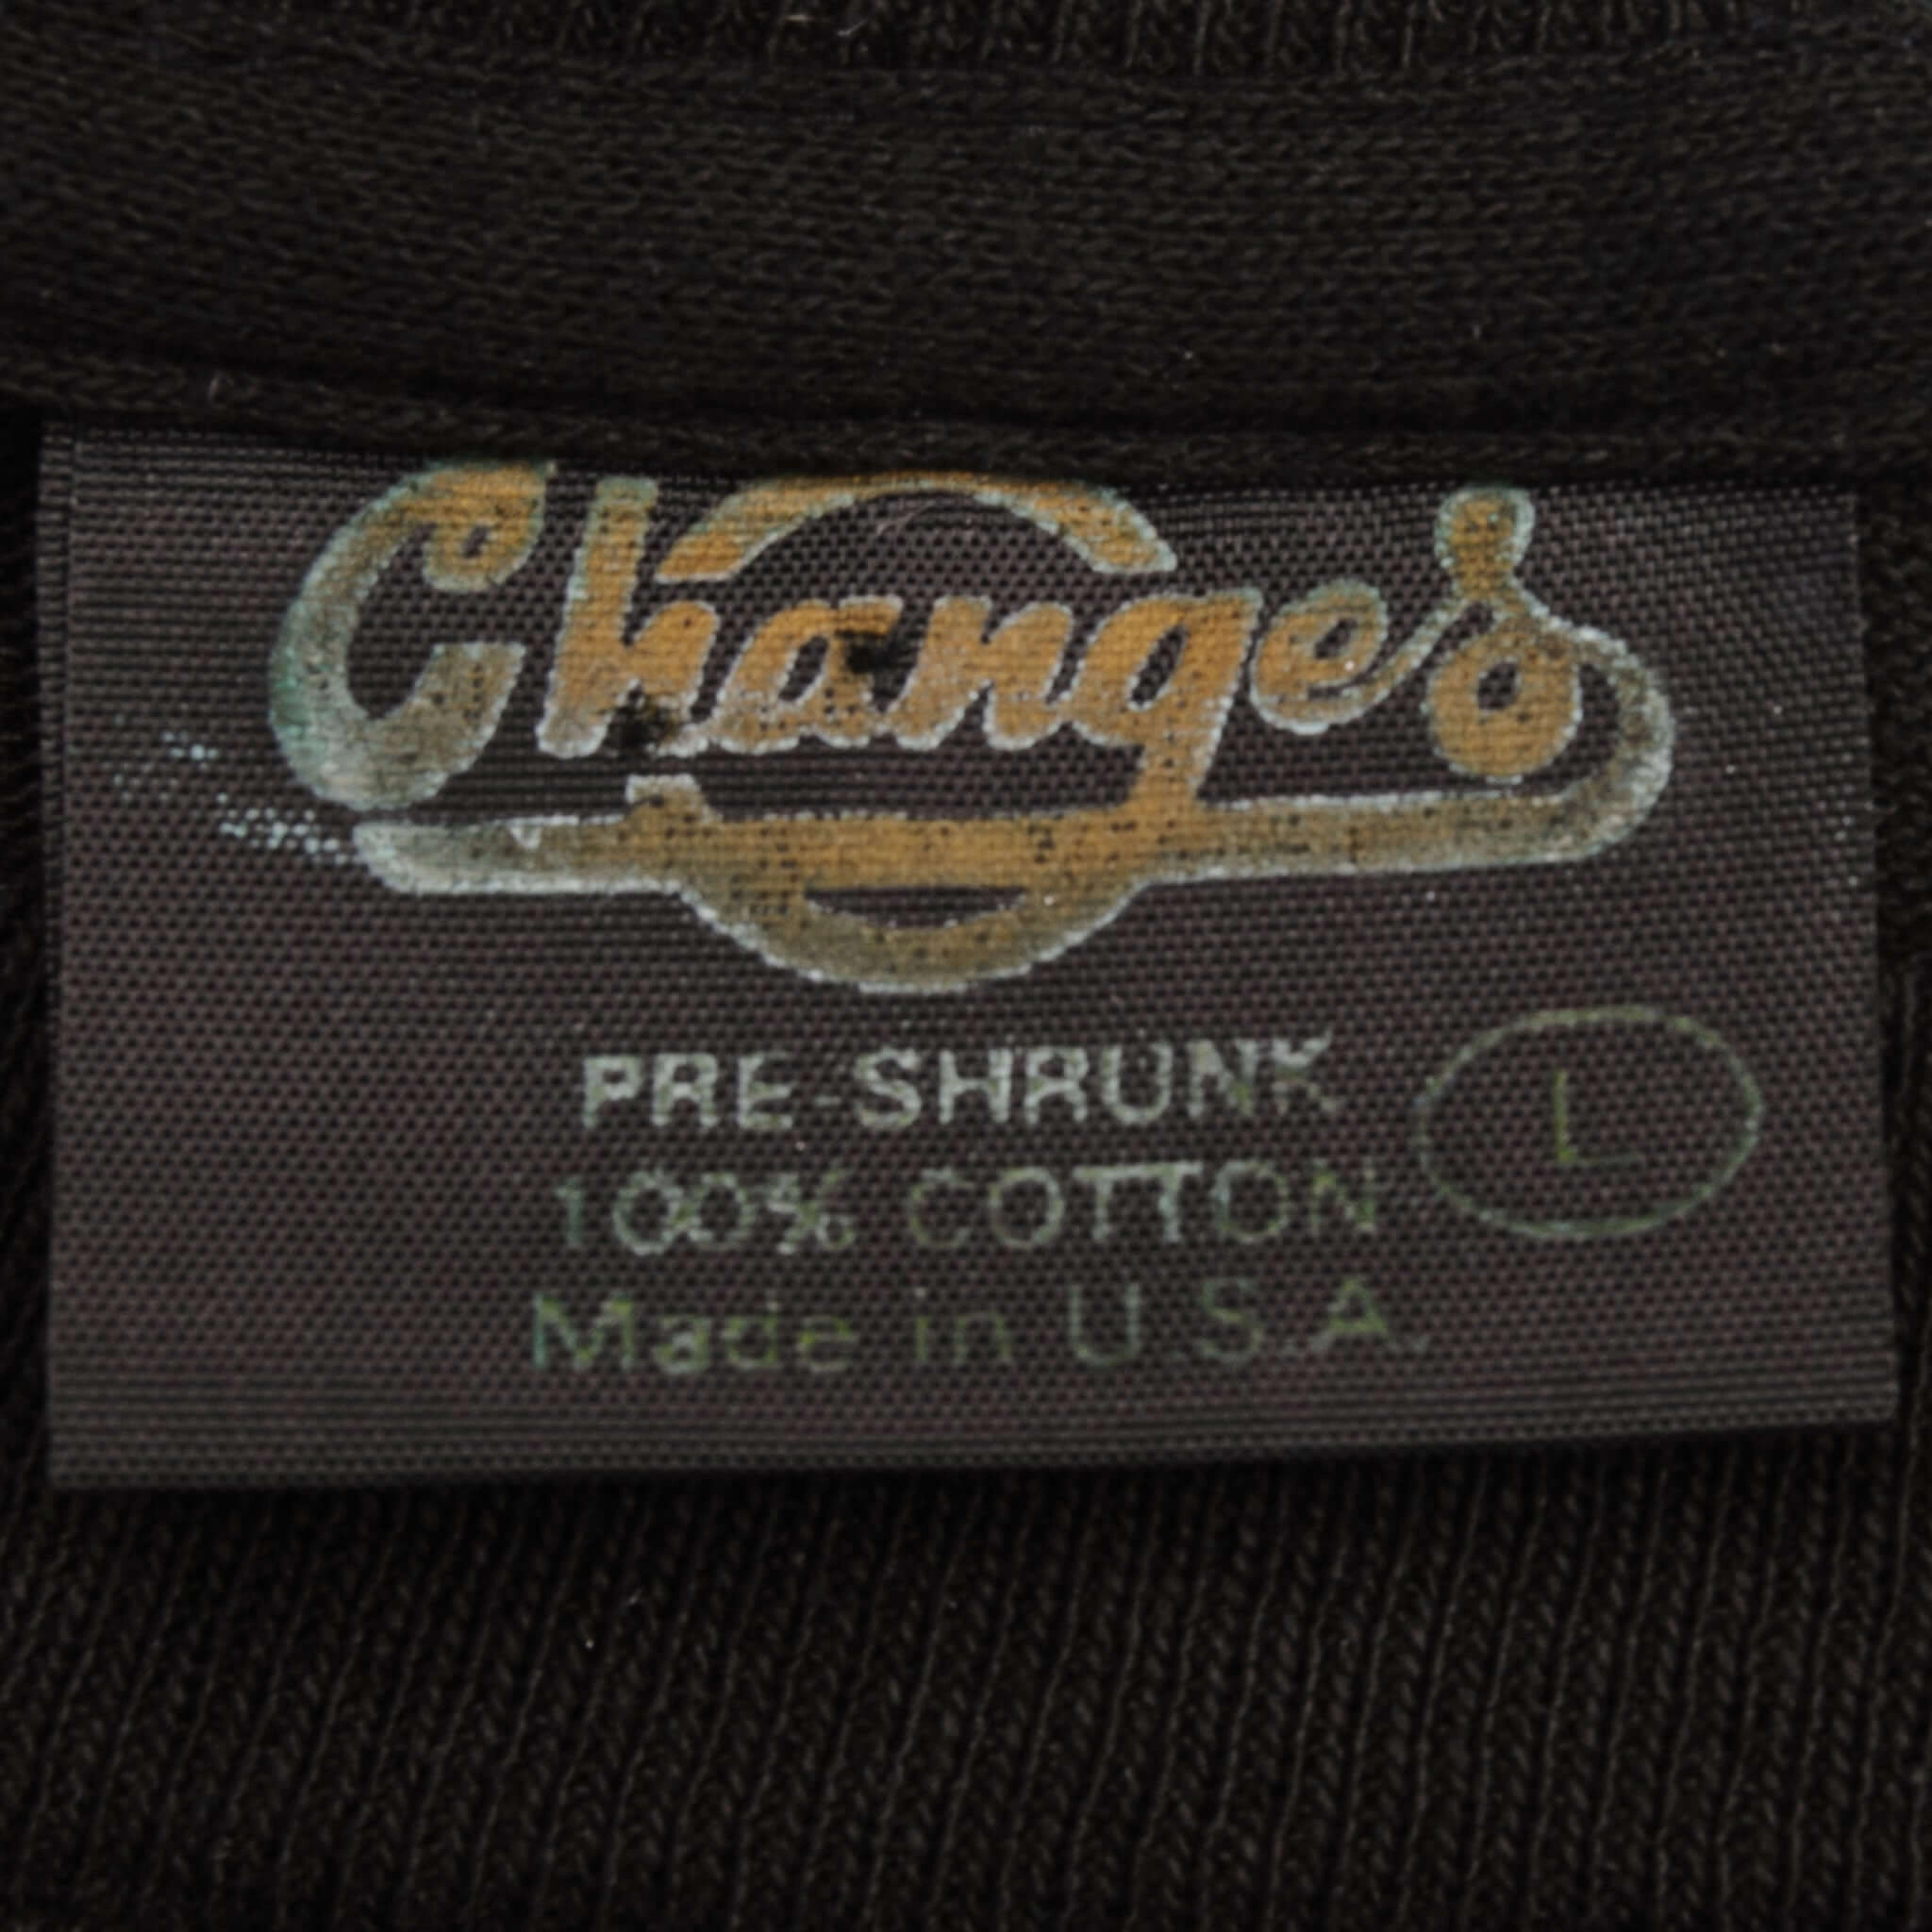 Changes
PRE-SHRUNK
100% COTTON
L
Made in U.S.A.